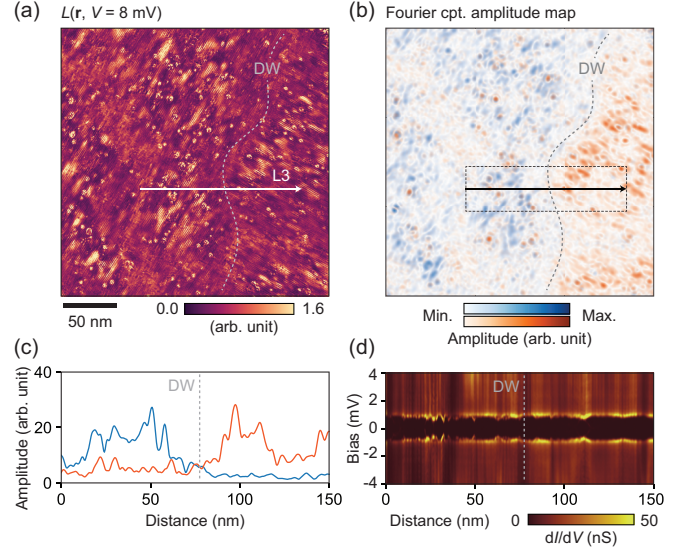 (a) L(r, V = 8 mV)
DW
L3
50 nm
0.0 1.6
(arb. unit)
(b) Fourier cpt. amplitude map
DW
Min. Max.
Amplitude (arb. unit)
(c)
Amplitude (arb. unit)
40
20
0
DW
0 50 100 150
Distance (nm)
(d)
Bias (mV)
4
2
0
-2
-4
DW
0 50 100 150
Distance (nm)
0 50
dI/dV (nS)